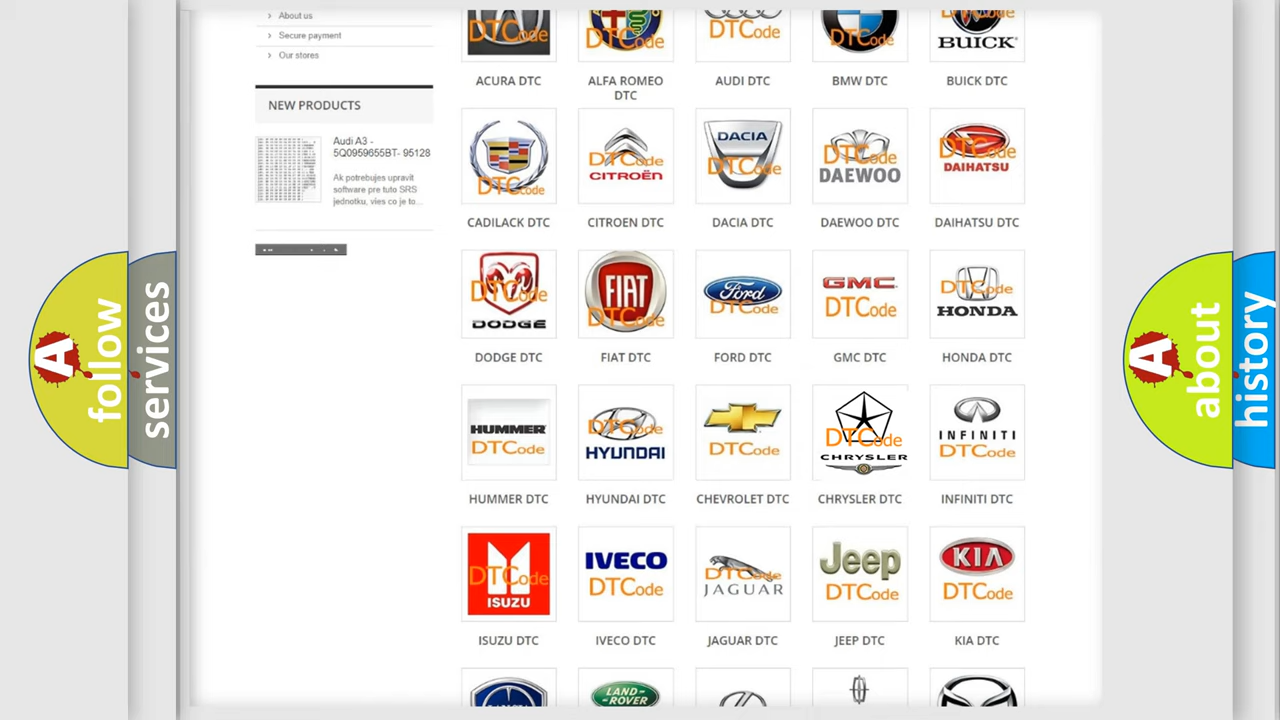 About us
Secure payment
Our stores
NEW PRODUCTS
Audi A3 -
5Q0959655BT- 95128
Ak potrebujes upravit
software pre tuto SRS
jednotku, vies co je to...
follow
services
about
history
A
A
DTCode
DTCode
DTCode
DTCode
BUICK
ACURA DTC
ALFA ROMEO
DTC
AUDI DTC
BMW DTC
BUICK DTC
DTCode
DTCode
CITROËN
DACIA
DTCode
DTCode
DAEWOO
DTCode
DAIHATSU
CADILACK DTC
CITROEN DTC
DACIA DTC
DAEWOO DTC
DAIHATSU DTC
DTCode
DODGE
FIAT
DTCode
Ford
DTCode
GMC
DTCode
DTCode
HONDA
DODGE DTC
FIAT DTC
FORD DTC
GMC DTC
HONDA DTC
HUMMER
DTCode
DTCode
HYUNDAI
DTCode
DTCode
CHRYSLER
INFINITI
DTCode
HUMMER DTC
HYUNDAI DTC
CHEVROLET DTC
CHRYSLER DTC
INFINITI DTC
DTCode
ISUZU
IVECO
DTCode
DTCode
JAGUAR
Jeep
DTCode
KIA
DTCode
ISUZU DTC
IVECO DTC
JAGUAR DTC
JEEP DTC
KIA DTC
LAND-
ROVER